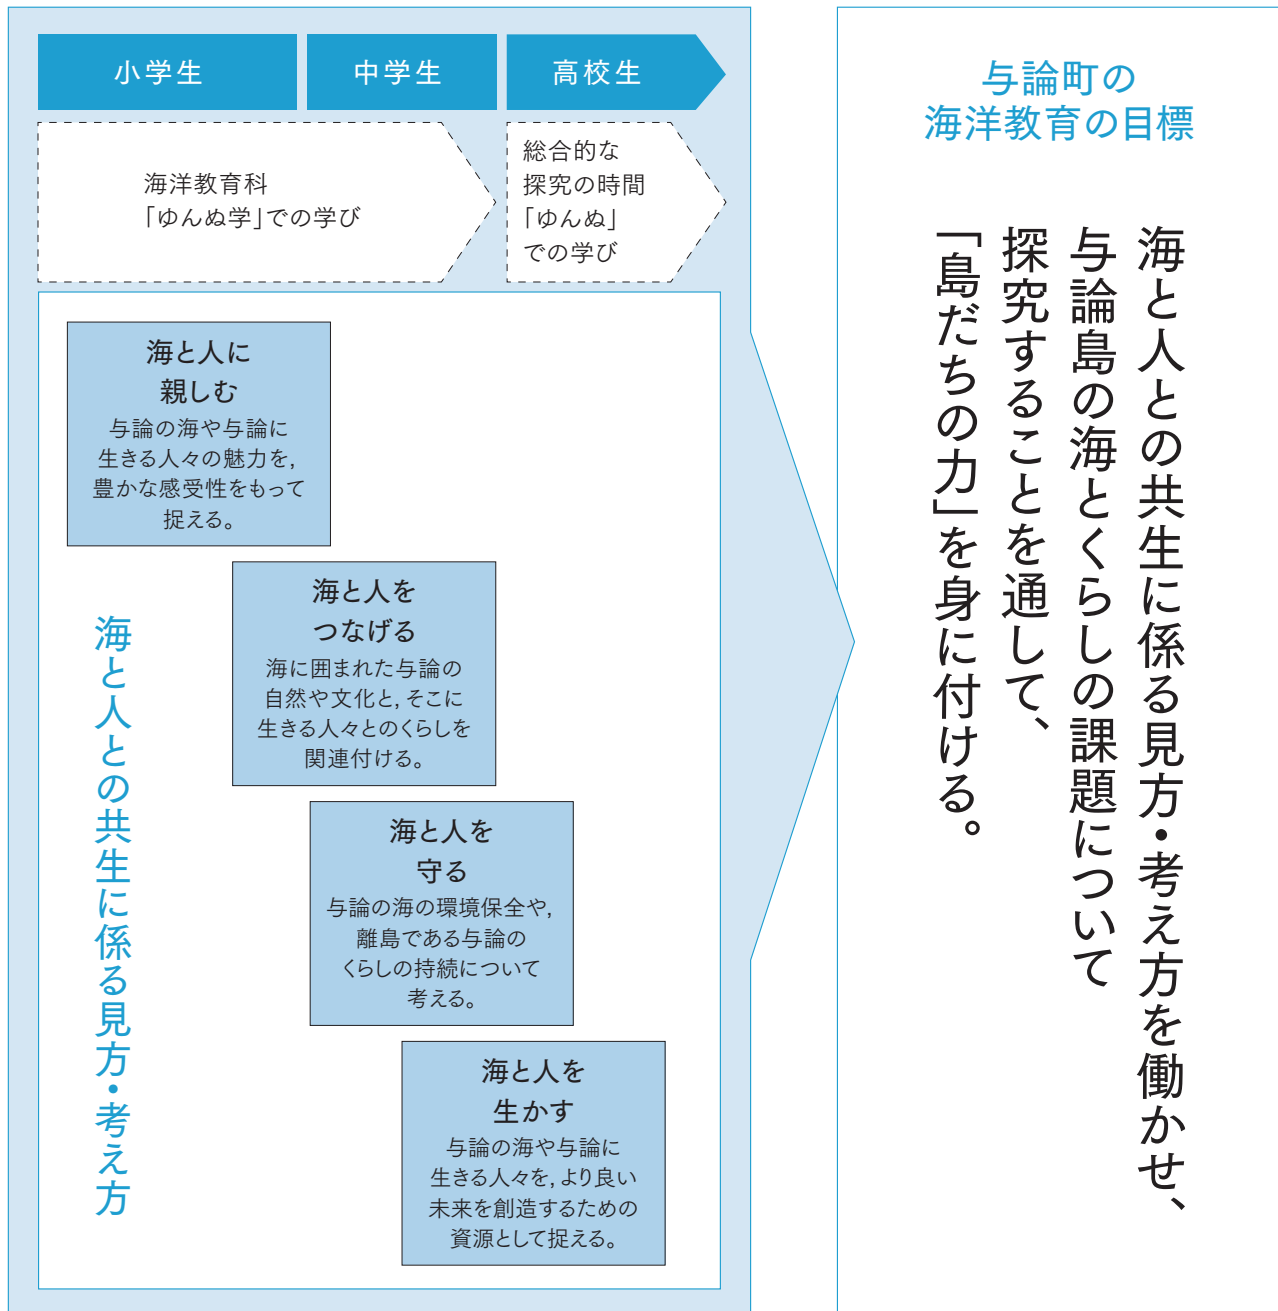 小学生
中学生
高校生
海洋教育科
「ゆんぬ学」での学び
総合的な
探究の時間
「ゆんぬ」
での学び
海と人に
親しむ
与論の海や与論に
生きる人々の魅力を,
豊かな感受性をもって
捉える。
海と人を
つなげる
海に囲まれた与論の
自然や文化と,そこに
生きる人々とのくらしを
関連付ける。
海と人を
守る
与論の海の環境保全や,
離島である与論の
くらしの持続について
考える。
海と人を
生かす
与論の海や与論に
生きる人々を,より良い
未来を創造するための
資源として捉える。
海と人との共生に係る見方・考え方
与論町の
海洋教育の目標
海と人との共生に係る見方・考え方を働かせ、
与論島の海とくらしの課題について
探究することを通して、
「島だちの力」を身に付ける。